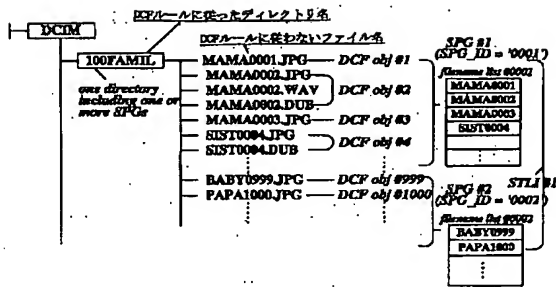 DCFルールに従ったディレクトリ名
DCIM
DCFルールに従わないファイル名
100FAMIL
one directory
including one or
more SPGs
MAMA0001.JPG
DCF obj #1
MAMA0002.JPG
MAMA0002.WAV
MAMA0002.DUB
DCF obj #2
MAMA0003.JPG
DCF obj #3
SIST0004.JPG
SIST0004.DUB
DCF obj #4
BABY0999.JPG
DCF obj #999
PAPA1000.JPG
DCF obj #1000
SPG #1
(SPG_ID = '0001')
filename list #0001
MAMA0001
MAMA0002
MAMA0003
SIST0004
STLI #1
SPG #2
(SPG_ID = '0002')
filename list #0002
BABY0999
PAPA1000